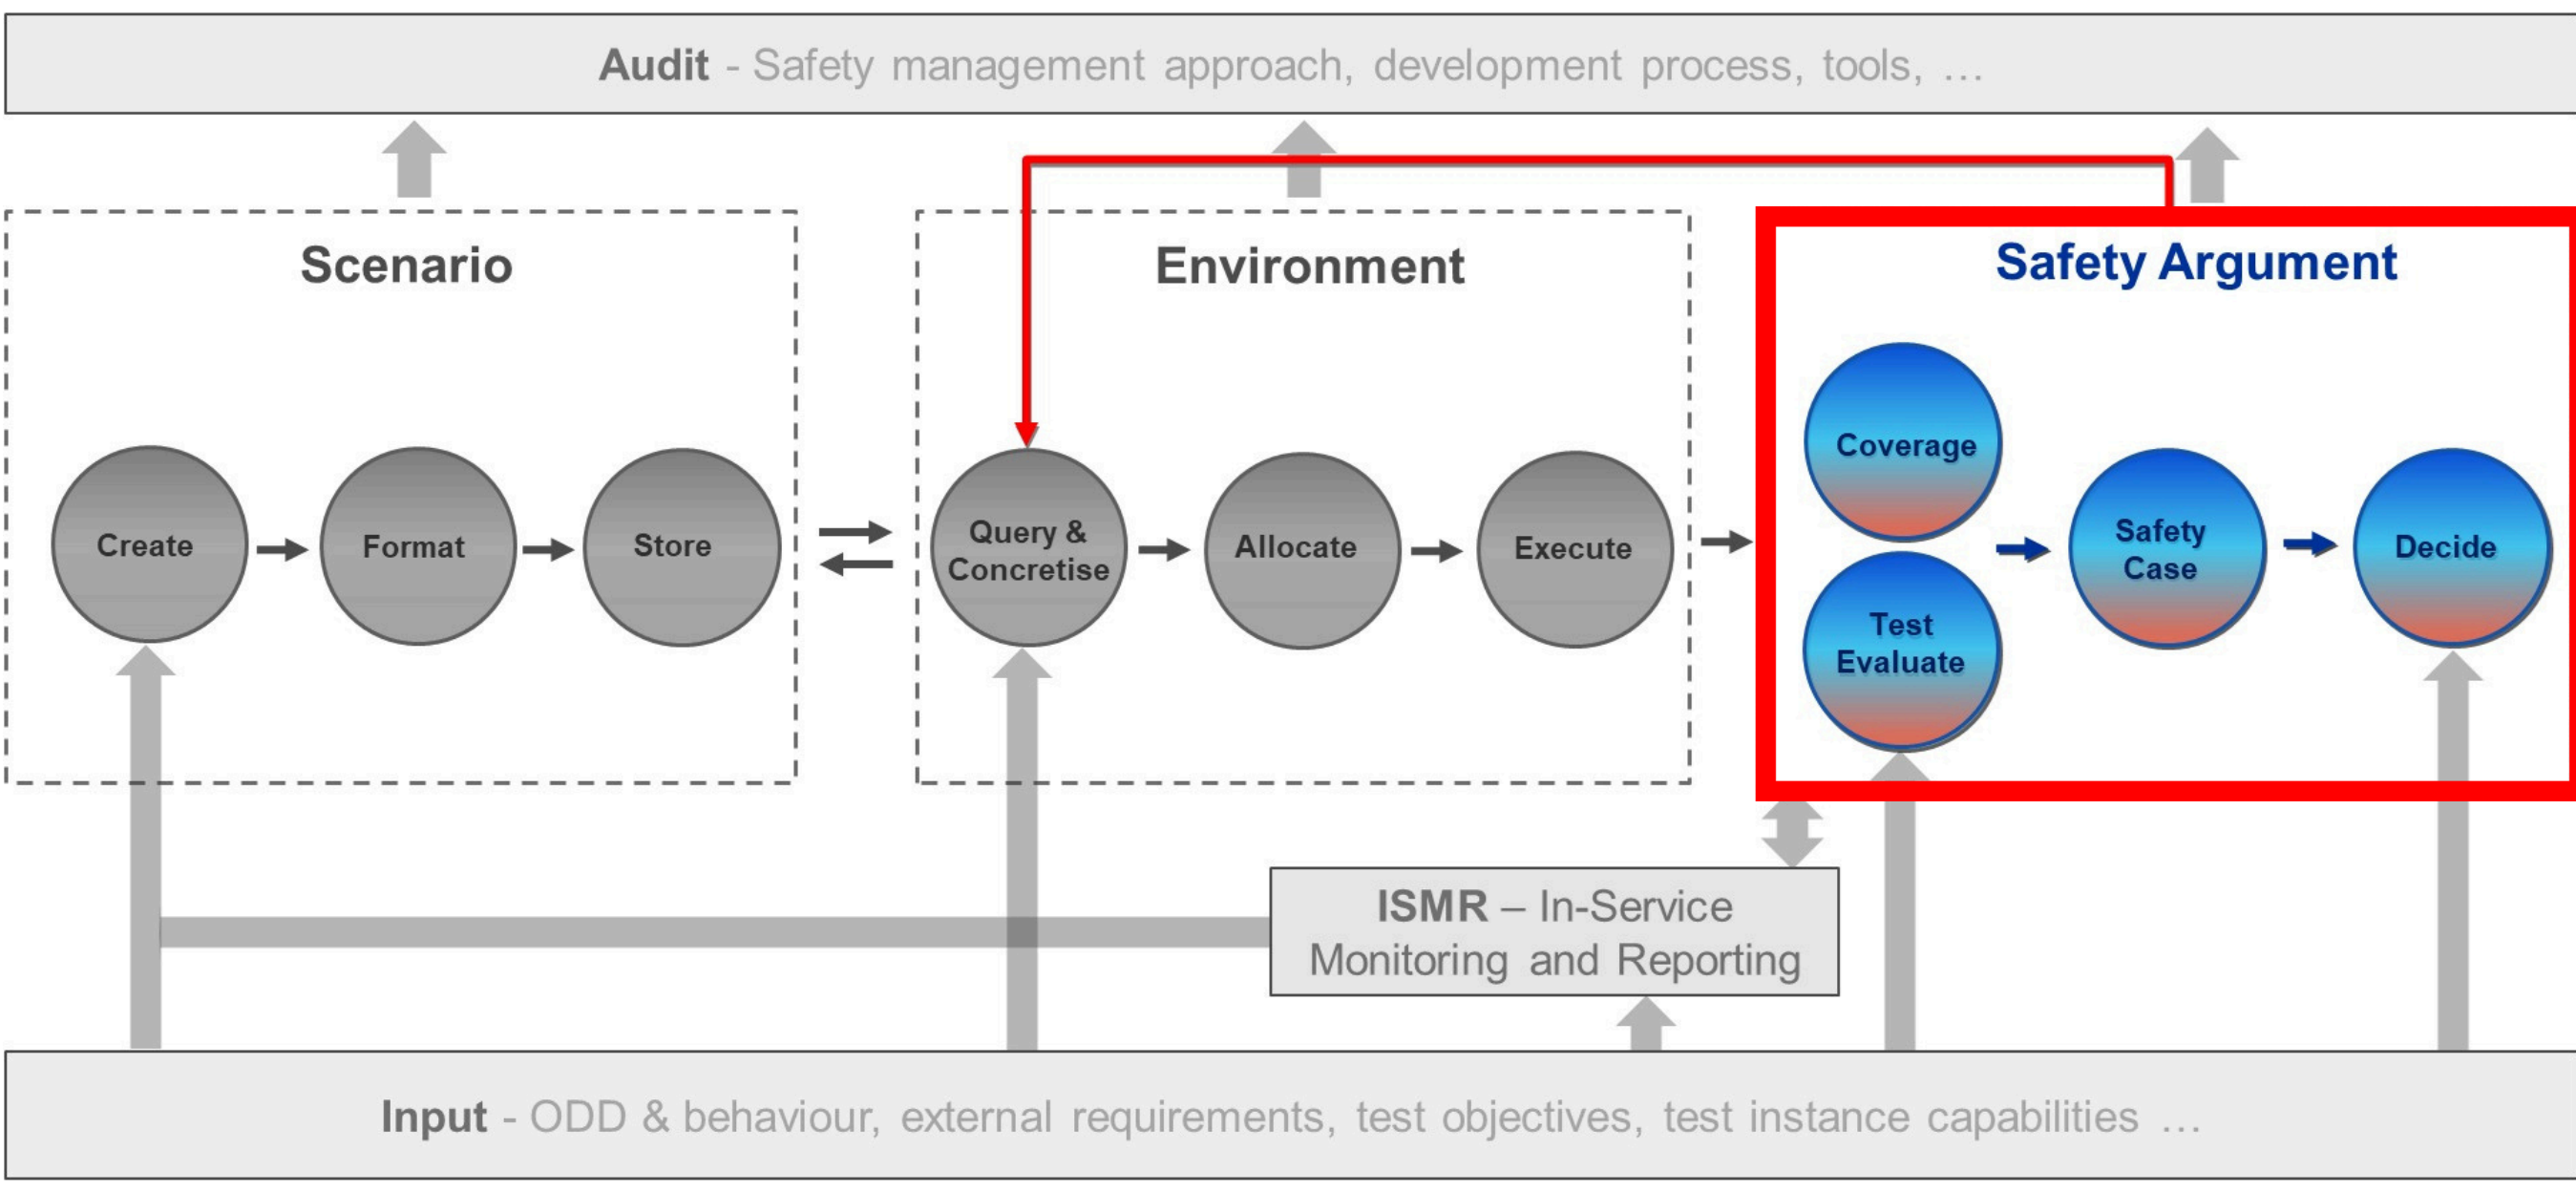 Audit - Safety management approach, development process, tools, …
Scenario
Environment
Safety Argument
Create
Format
Store
Query &
Concretise
Allocate
Execute
Coverage
Test
Evaluate
Safety
Case
Decide
ISMR – In-Service
Monitoring and Reporting
Input - ODD & behaviour, external requirements, test objectives, test instance capabilities …